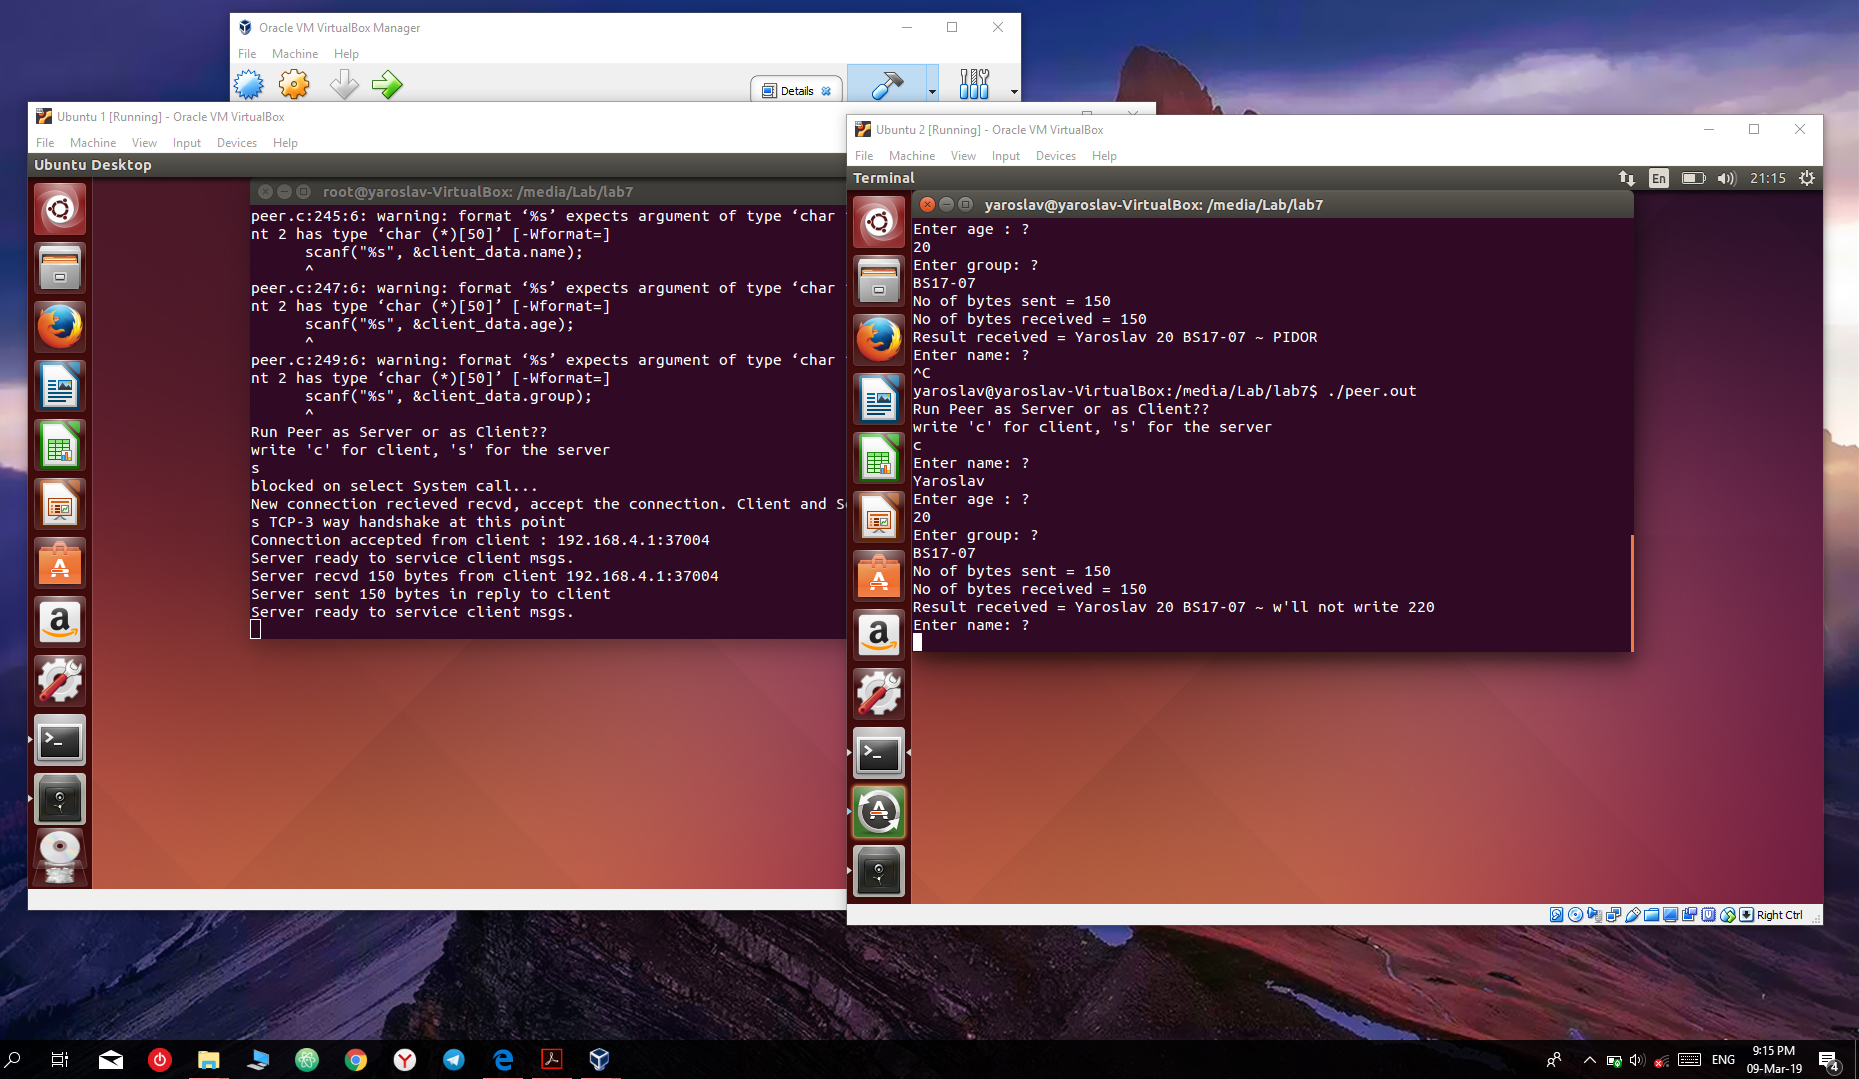 Oracle VM VirtualBox Manager
File Machine Help
Details
Ubuntu 1 [Running] - Oracle VM VirtualBox
File Machine View Input Devices Help
Ubuntu Desktop
root@yaroslav-VirtualBox: /media/Lab/lab7
peer.c:245:6: warning: format ‘%s’ expects argument of type ‘char
nt 2 has type ‘char (*)[50]’ [-Wformat=]
scanf("%s", &client_data.name);
^
peer.c:247:6: warning: format ‘%s’ expects argument of type ‘char
nt 2 has type ‘char (*)[50]’ [-Wformat=]
scanf("%s", &client_data.age);
^
peer.c:249:6: warning: format ‘%s’ expects argument of type ‘char
nt 2 has type ‘char (*)[50]’ [-Wformat=]
scanf("%s", &client_data.group);
^
Run Peer as Server or as Client??
write 'c' for client, 's' for the server
s
blocked on select System call...
New connection recieved recvd, accept the connection. Client and
s TCP-3 way handshake at this point
Connection accepted from client : 192.168.4.1:37004
Server ready to service client msgs.
Server recvd 150 bytes from client 192.168.4.1:37004
Server sent 150 bytes in reply to client
Server ready to service client msgs.
Ubuntu 2 [Running] - Oracle VM VirtualBox
File Machine View Input Devices Help
Terminal
En
21:15
yaroslav@yaroslav-VirtualBox: /media/Lab/lab7
Enter age : ?
20
Enter group: ?
BS17-07
No of bytes sent = 150
No of bytes received = 150
Result received = Yaroslav 20 BS17-07 ~ PIDOR
Enter name: ?
^C
yaroslav@yaroslav-VirtualBox:/media/Lab/lab7$ ./peer.out
Run Peer as Server or as Client??
write 'c' for client, 's' for the server
c
Enter name: ?
Yaroslav
Enter age : ?
20
Enter group: ?
BS17-07
No of bytes sent = 150
No of bytes received = 150
Result received = Yaroslav 20 BS17-07 ~ w'll not write 220
Enter name: ?
Right Ctrl
ENG
9:15 PM
09-Mar-19
4